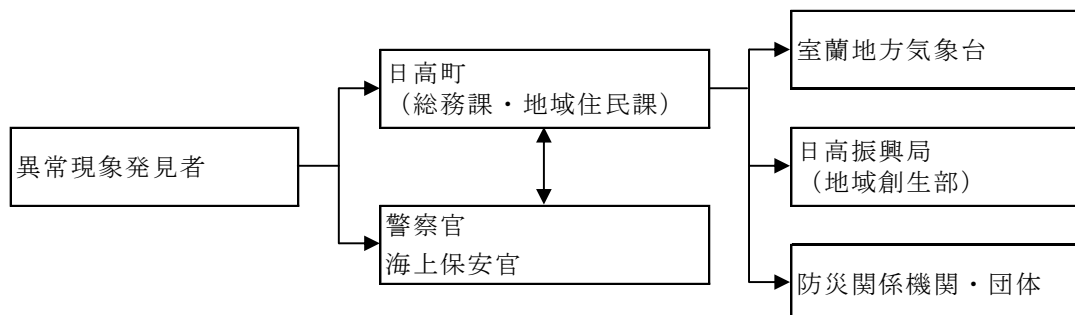 異常現象発見者
日高町
（総務課・地域住民課）
警察官
海上保安官
室蘭地方気象台
日高振興局
（地域創生部）
防災関係機関・団体